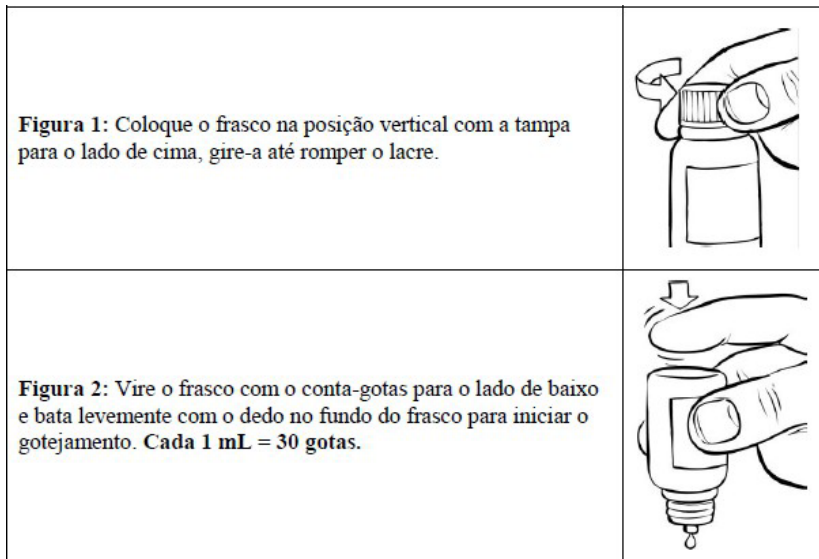 Figura 1: Coloque o frasco na posição vertical com a tampa
para o lado de cima, gire-a até romper o lacre.
Figura 2: Vire o frasco com o conta-gotas para o lado de baixo
e bata levemente com o dedo no fundo do frasco para iniciar o
gotejamento. Cada 1 mL = 30 gotas.